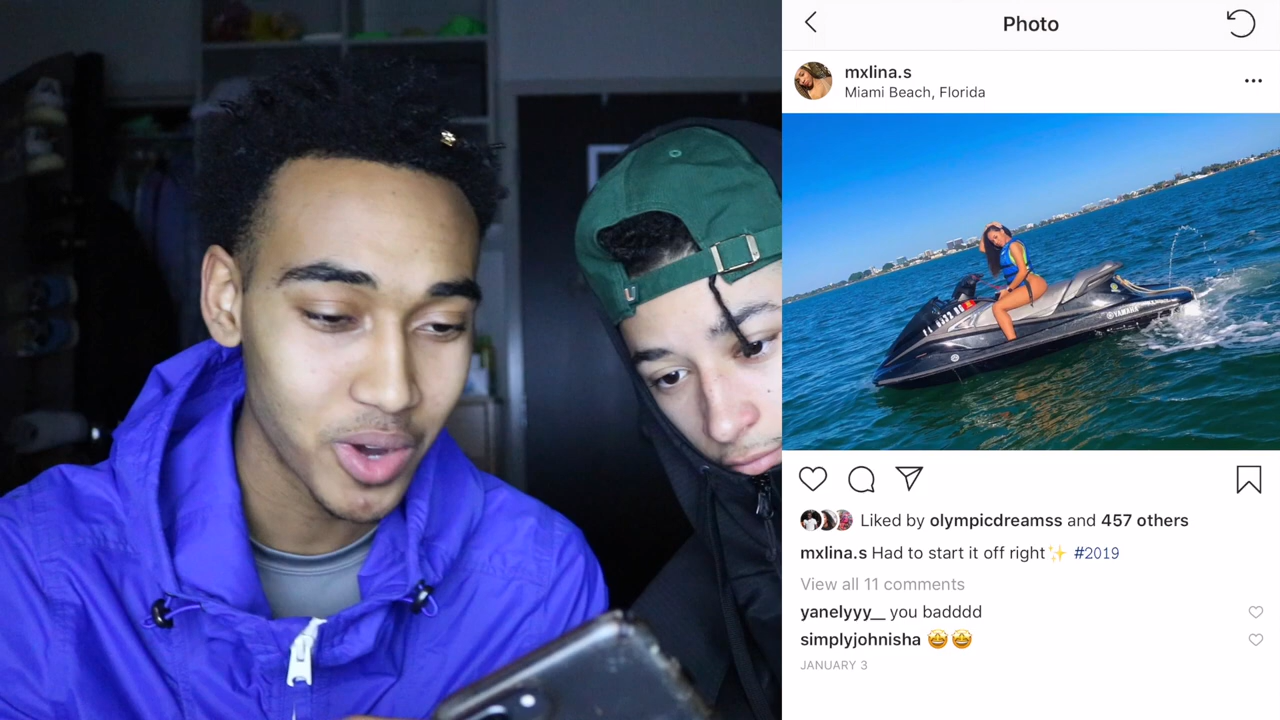 Photo
mxlina.s
Miami Beach, Florida
YAMAHA
Liked by olympicdreamss and 457 others
mxlina.s Had to start it off right✨ #2019
View all 11 comments
yanelyyy__ you badddd
simplyjohnisha 🤩🤩
JANUARY 3